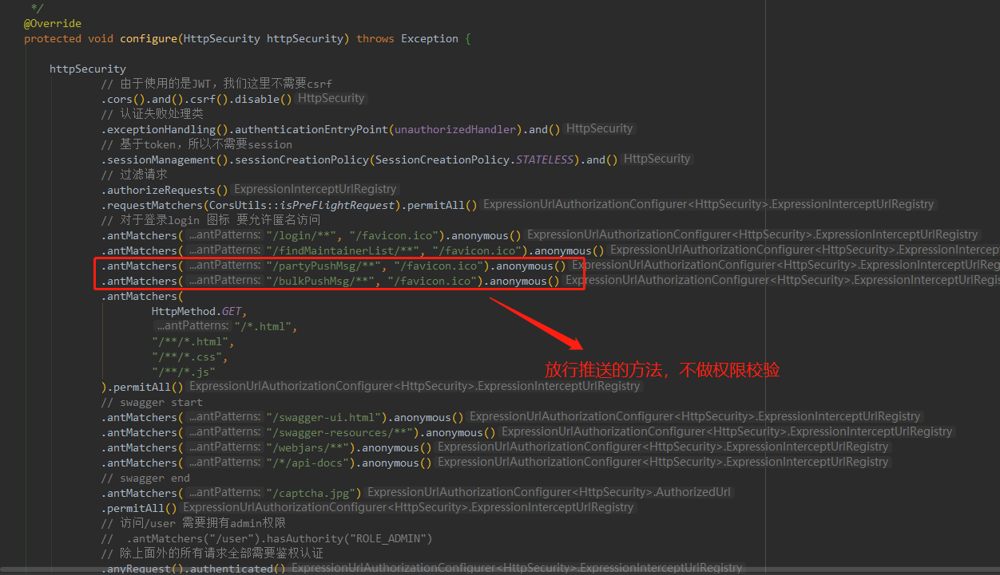 */
@Override
protected void configure(HttpSecurity httpSecurity) throws Exception {
httpSecurity
// 由于使用的是JWT，我们这里不需要csrf
.cors().and().csrf().disable() HttpSecurity
// 认证失败处理类
.exceptionHandling().authenticationEntryPoint(unauthorizedHandler).and() HttpSecurity
// 基于token，所以不需要session
.sessionManagement().sessionCreationPolicy(SessionCreationPolicy.STATELESS).and() HttpSecurity
// 过滤请求
.authorizeRequests() ExpressionInterceptUrlRegistry
.requestMatchers(CorsUtils::isPreFlightRequest).permitAll() ExpressionUrlAuthorizationConfigurer<HttpSecurity>.ExpressionInterceptUrlRegistry
// 对于登录login 图标 要允许匿名访问
.antMatchers( ...antPatterns: "/login/**", "/favicon.ico").anonymous() ExpressionUrlAuthorizationConfigurer<HttpSecurity>.ExpressionInterceptUrlRegistry
.antMatchers( ...antPatterns: "/findMaintainerList/**", "/favicon.ico").anonymous() ExpressionUrlAuthorizationConfigurer<HttpSecurity>.ExpressionIntercep
.antMatchers( ...antPatterns: "/partyPushMsg/**", "/favicon.ico").anonymous() ExpressionUrlAuthorizationConfigurer<HttpSecurity>.ExpressionInterceptUrlReg
.antMatchers( ...antPatterns: "/bulkPushMsg/**", "/favicon.ico").anonymous() ExpressionUrlAuthorizationConfigurer<HttpSecurity>.ExpressionInterceptUrlRegis
.antMatchers(
HttpMethod.GET,
...antPatterns: "/*.html",
"/**/*.html",
"/**/*.css",
"/**/*.js"
放行推送的方法，不做权限校验
).permitAll() ExpressionUrlAuthorizationConfigurer<HttpSecurity>.ExpressionInterceptUrlRegistry
// swagger start
.antMatchers( ...antPatterns: "/swagger-ui.html").anonymous() ExpressionUrlAuthorizationConfigurer<HttpSecurity>.ExpressionInterceptUrlRegistry
.antMatchers( ...antPatterns: "/swagger-resources/**").anonymous() ExpressionUrlAuthorizationConfigurer<HttpSecurity>.ExpressionInterceptUrlRegistry
.antMatchers( ...antPatterns: "/webjars/**").anonymous() ExpressionUrlAuthorizationConfigurer<HttpSecurity>.ExpressionInterceptUrlRegistry
.antMatchers( ...antPatterns: "/*/api-docs").anonymous() ExpressionUrlAuthorizationConfigurer<HttpSecurity>.ExpressionInterceptUrlRegistry
// swagger end
.antMatchers( ...antPatterns: "/captcha.jpg") ExpressionUrlAuthorizationConfigurer<HttpSecurity>.AuthorizedUrl
.permitAll() ExpressionUrlAuthorizationConfigurer<HttpSecurity>.ExpressionInterceptUrlRegistry
// 访问/user 需要拥有admin权限
// .antMatchers("/user").hasAuthority("ROLE_ADMIN")
// 除上面外的所有请求全部需要鉴权认证
.anyRequest().authenticated() ExpressionUrlAuthorizationConfigurer<HttpSecurity>.ExpressionInterceptUrlRegistry